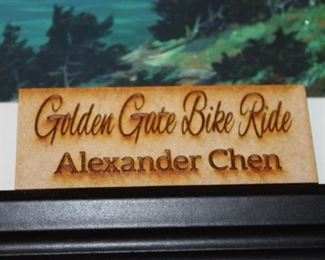 Golden Gate Bike Ride
Alexander Chen